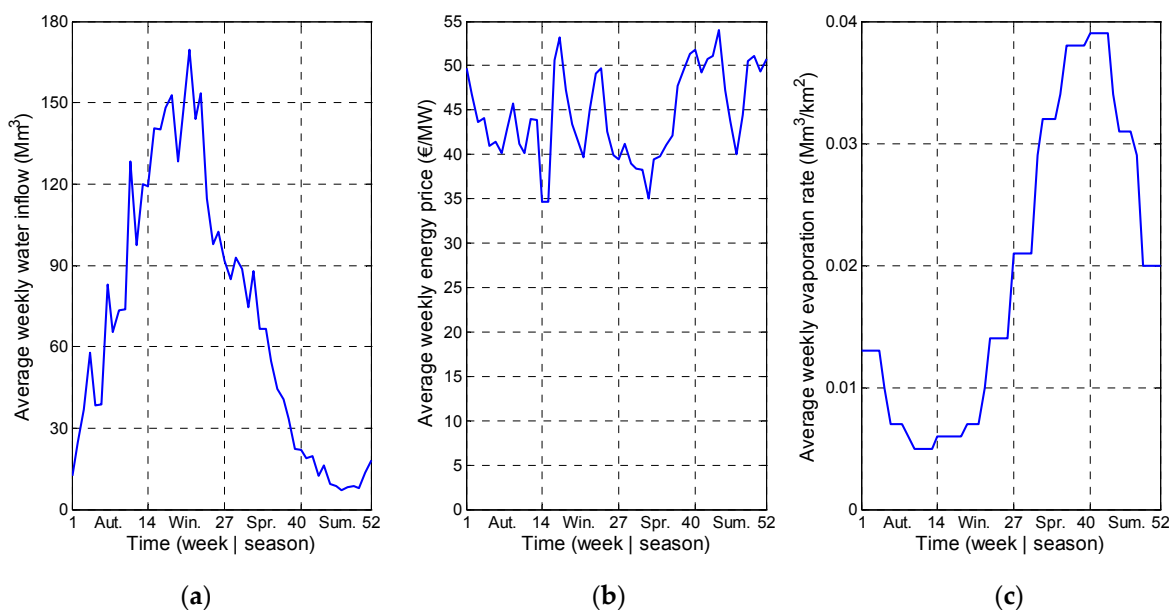 Average weekly water inflow (Mm³)
180
150
120
90
60
30
0
1 Aut. 14 Win. 27 Spr. 40 Sum. 52
Time (week | season)
(a)
Average weekly energy price (€/MW)
55
50
45
40
35
30
25
20
15
10
5
0
1 Aut. 14 Win. 27 Spr. 40 Sum. 52
Time (week | season)
(b)
Average weekly evaporation rate (Mm³/km²)
0.04
0.03
0.02
0.01
0
1 Aut. 14 Win. 27 Spr. 40 Sum. 52
Time (week | season)
(c)